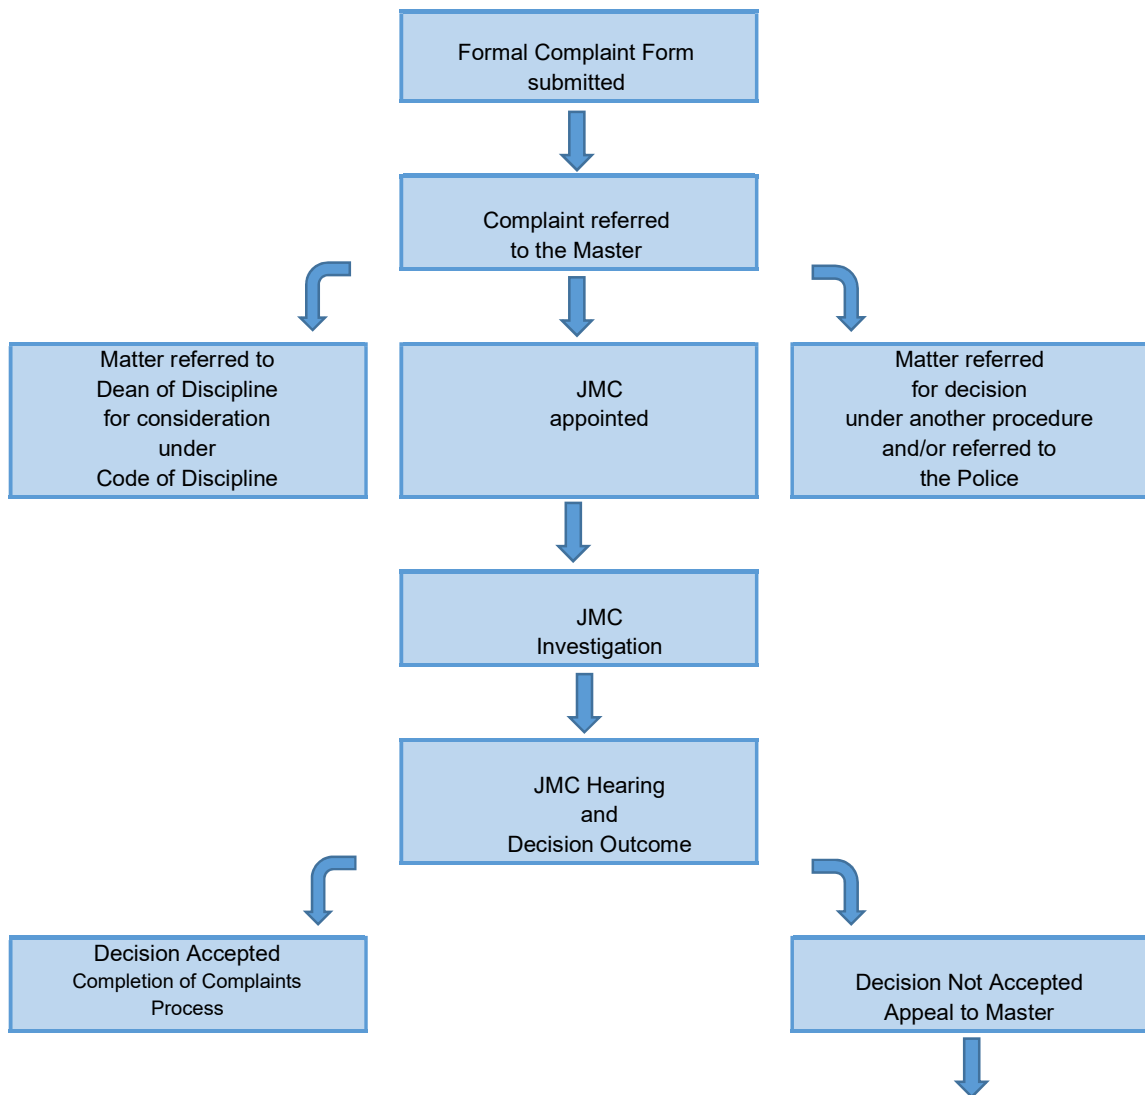 Formal Complaint Form
submitted
Complaint referred
to the Master
Matter referred to
Dean of Discipline
for consideration
under
Code of Discipline
JMC
appointed
Matter referred
for decision
under another procedure
and/or referred to
the Police
JMC
Investigation
JMC Hearing
and
Decision Outcome
Decision Accepted
Completion of Complaints
Process
Decision Not Accepted
Appeal to Master